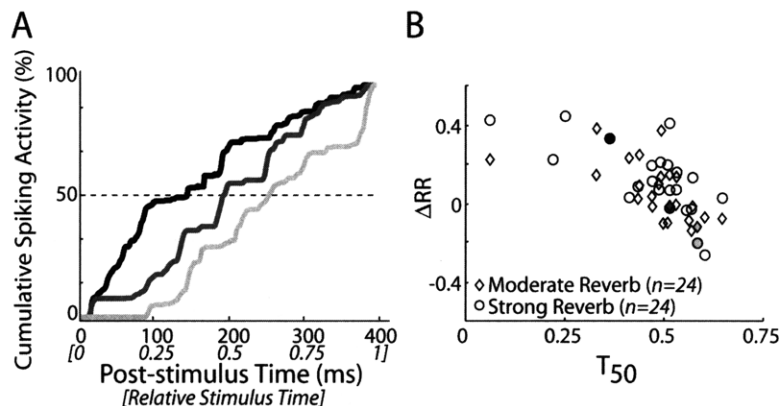 A
Cumulative Spiking Activity (%)
100
50
0
0 100 200 300 400
[0 0.25 0.5 0.75 1]
Post-stimulus Time (ms)
[Relative Stimulus Time]
B
ΔRR
0.4
0
-0.4
◊ Moderate Reverb (n=24)
○ Strong Reverb (n=24)
0 0.25 0.5 0.75
T50